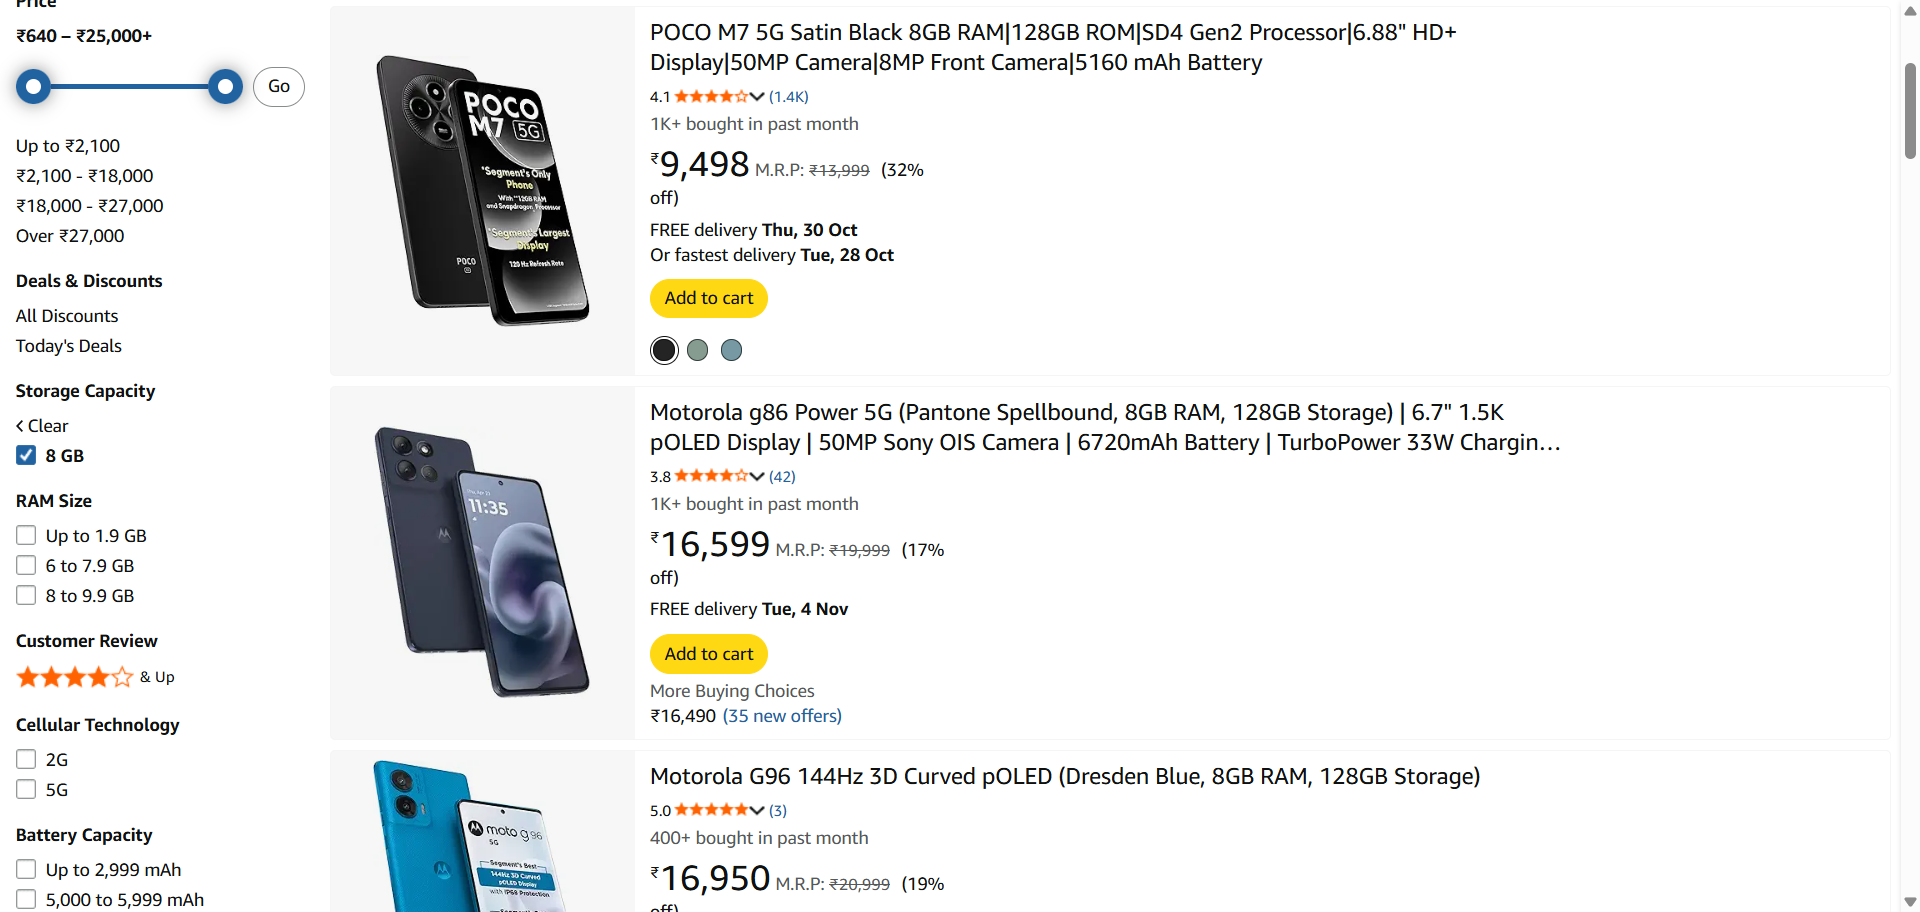 Price
₹640 – ₹25,000+
Go
Up to ₹2,100
₹2,100 - ₹18,000
₹18,000 - ₹27,000
Over ₹27,000
Deals & Discounts
All Discounts
Today's Deals
Storage Capacity
Clear
8 GB
RAM Size
Up to 1.9 GB
6 to 7.9 GB
8 to 9.9 GB
Customer Review
& Up
Cellular Technology
2G
5G
Battery Capacity
Up to 2,999 mAh
5,000 to 5,999 mAh
POCO
M7 5G
*Segment's Only
Phone
With **12GB RAM
and Snapdragon Processor
*Segment's Largest
Display
120 Hz Refresh Rate
POCO
5G
POCO M7 5G Satin Black 8GB RAM|128GB ROM|SD4 Gen2 Processor|6.88" HD+
Display|50MP Camera|8MP Front Camera|5160 mAh Battery
4.1 (1.4K)
1K+ bought in past month
₹9,498 M.R.P: ₹13,999 (32%
off)
FREE delivery Thu, 30 Oct
Or fastest delivery Tue, 28 Oct
Add to cart
11:35
Motorola g86 Power 5G (Pantone Spellbound, 8GB RAM, 128GB Storage) | 6.7" 1.5K
pOLED Display | 50MP Sony OIS Camera | 6720mAh Battery | TurboPower 33W Chargin…
3.8 (42)
1K+ bought in past month
₹16,599 M.R.P: ₹19,999 (17%
off)
FREE delivery Tue, 4 Nov
Add to cart
More Buying Choices
₹16,490 (35 new offers)
moto g96
5G
Segment's Best
144Hz 3D Curved
pOLED Display
with IP68 Protection
Motorola G96 144Hz 3D Curved pOLED (Dresden Blue, 8GB RAM, 128GB Storage)
5.0 (3)
400+ bought in past month
₹16,950 M.R.P: ₹20,999 (19%
off)